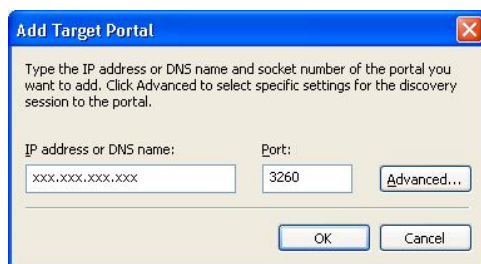 Add Target Portal
Type the IP address or DNS name and socket number of the portal you
want to add. Click Advanced to select specific settings for the discovery
session to the portal.
IP address or DNS name:
Port:
xxx.xxx.xxx.xxx
3260
Advanced...
OK
Cancel